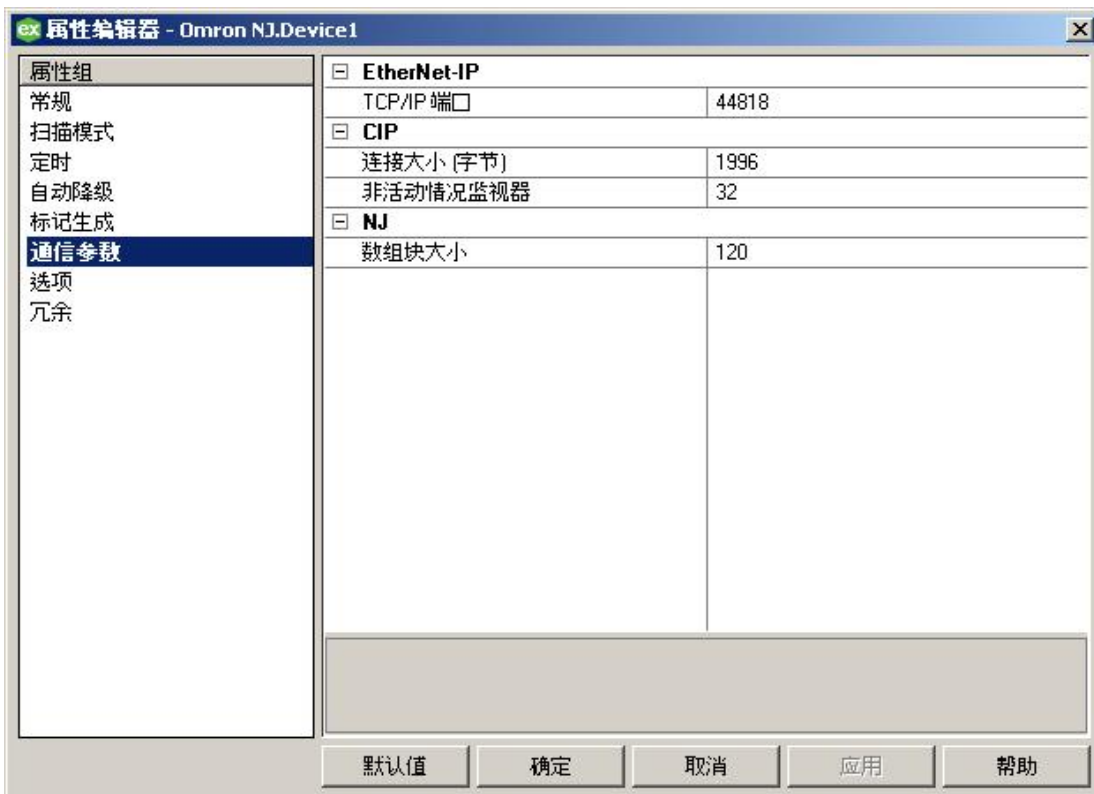 ex 属性编辑器 - Omron NJ.Device1
属性组
常规
扫描模式
定时
自动降级
标记生成
通信参数
选项
冗余
EtherNet-IP
TCP/IP 端口 44818
CIP
连接大小 (字节) 1996
非活动情况监视器 32
NJ
数组块大小 120
默认值 确定 取消 应用 帮助